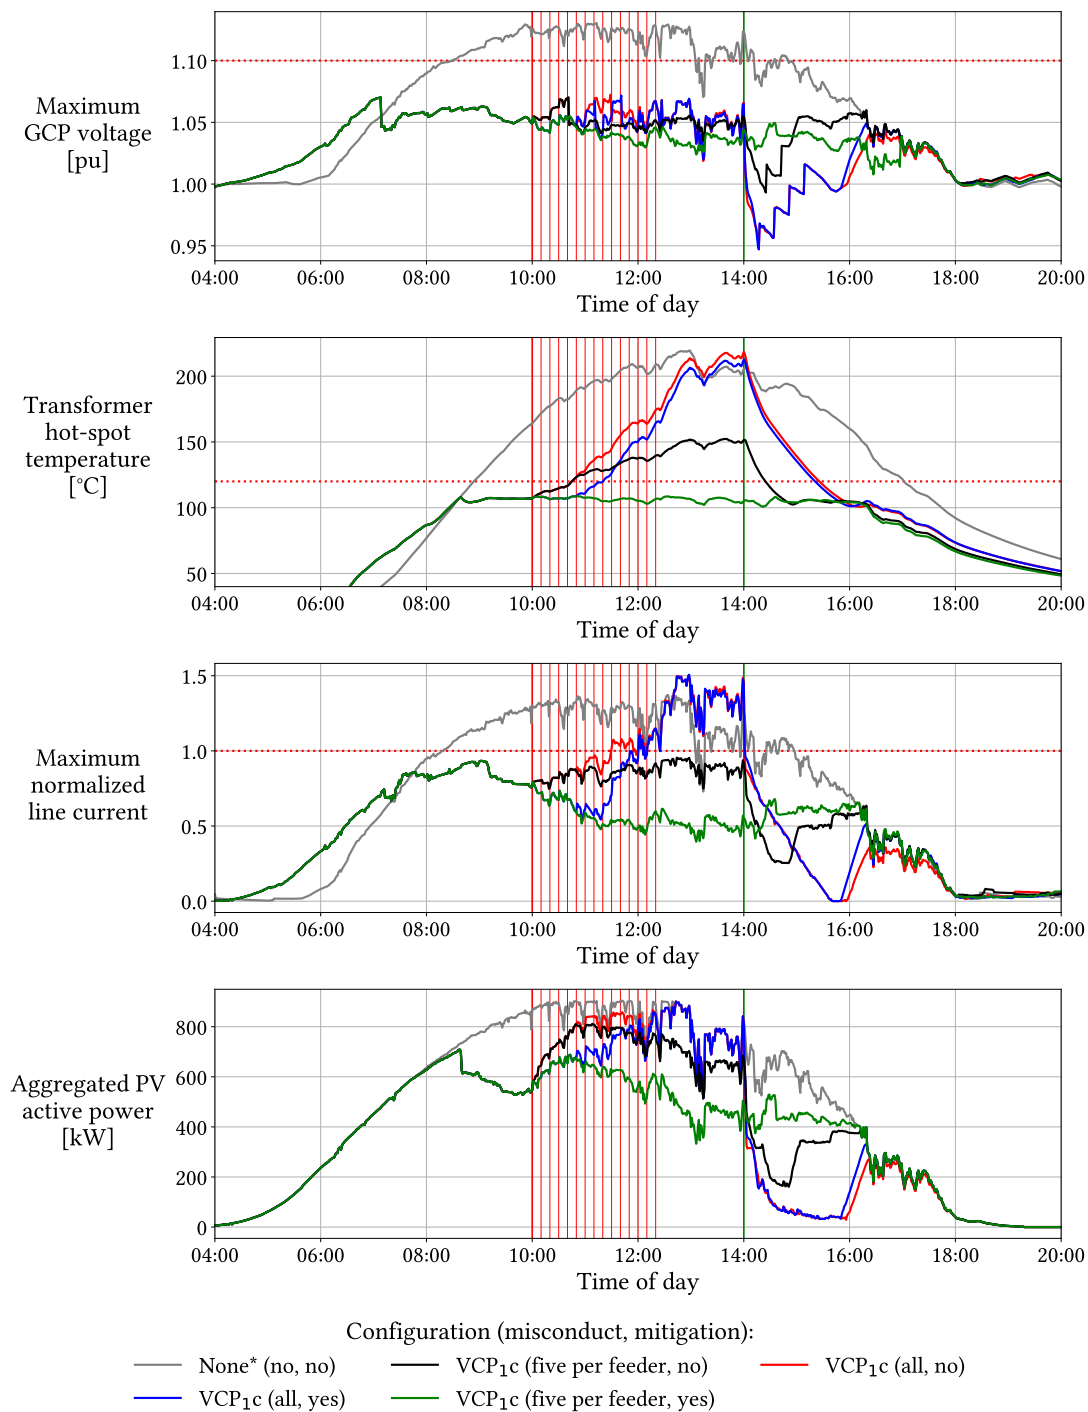 1.10
1.05
1.00
0.95
Maximum
GCP voltage
[pu]
04:00 06:00 08:00 10:00 12:00 14:00 16:00 18:00 20:00
Time of day
200
150
100
50
Transformer
hot-spot
temperature
[°C]
04:00 06:00 08:00 10:00 12:00 14:00 16:00 18:00 20:00
Time of day
1.5
1.0
0.5
0.0
Maximum
normalized
line current
04:00 06:00 08:00 10:00 12:00 14:00 16:00 18:00 20:00
Time of day
800
600
400
200
0
Aggregated PV
active power
[kW]
04:00 06:00 08:00 10:00 12:00 14:00 16:00 18:00 20:00
Time of day
Configuration (misconduct, mitigation):
None* (no, no) VCP₁c (five per feeder, no) VCP₁c (all, no)
VCP₁c (all, yes) VCP₁c (five per feeder, yes)